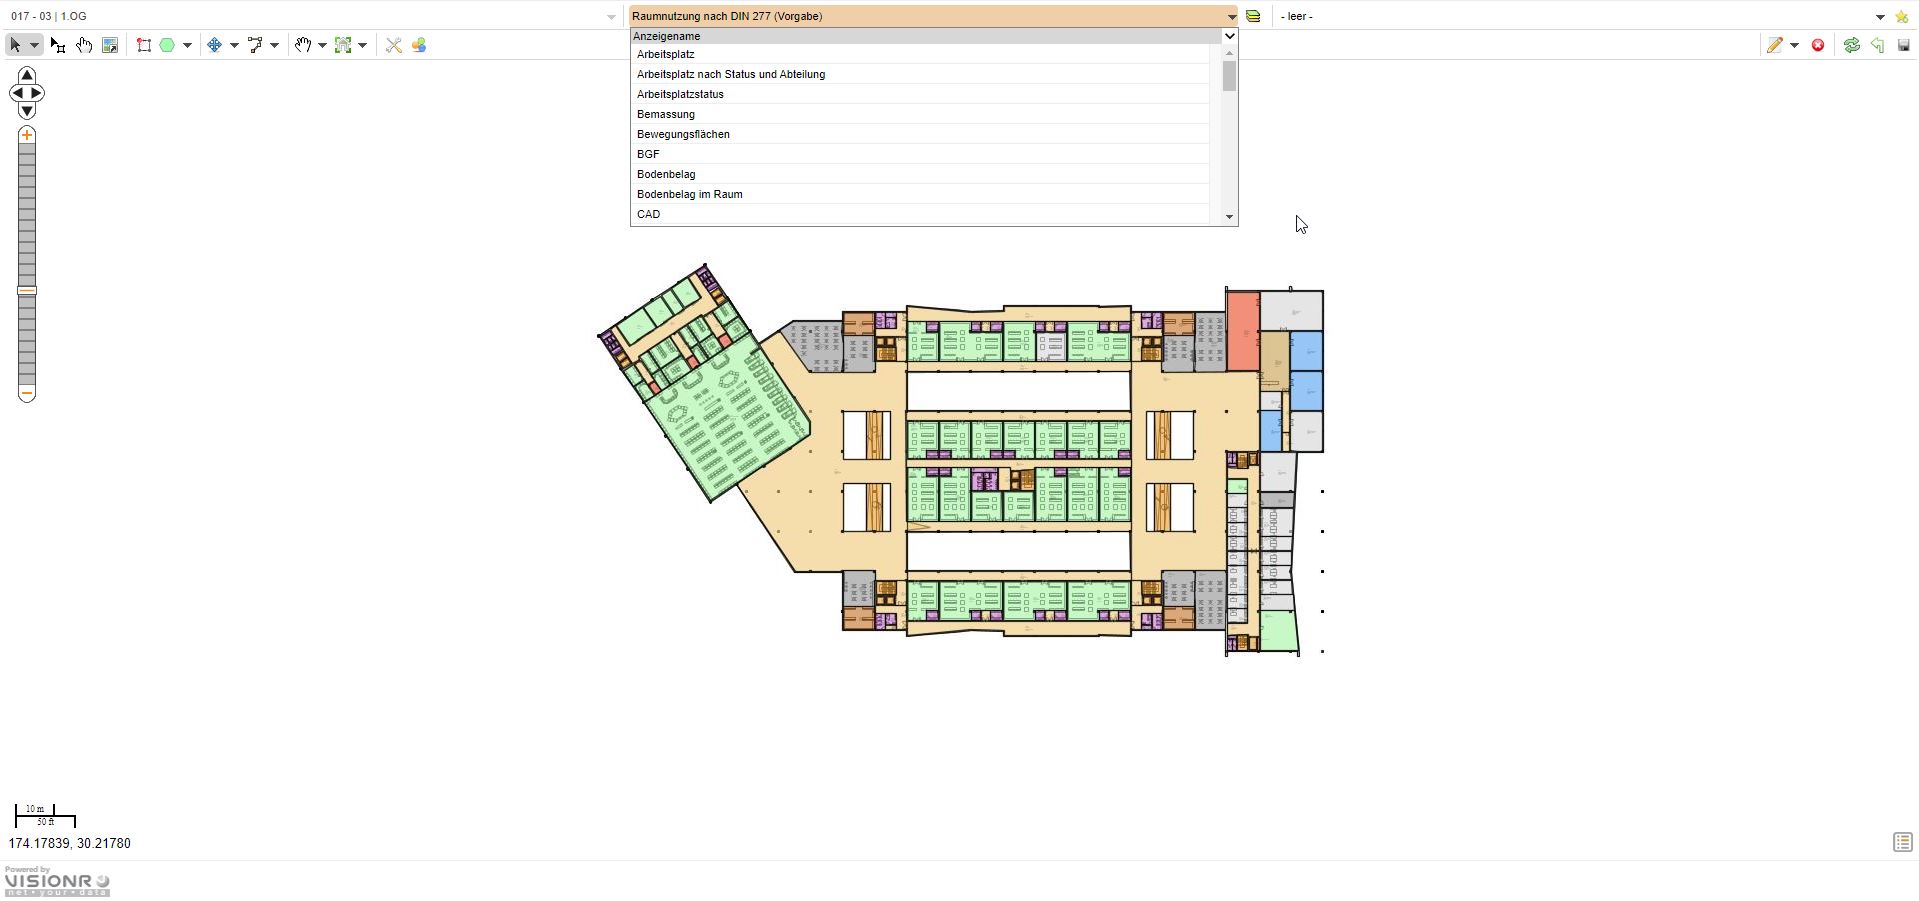 017 - 03 | 1.OG
Raumnutzung nach DIN 277 (Vorgabe)
- leer -
Anzeigename
Arbeitsplatz
Arbeitsplatz nach Status und Abteilung
Arbeitsplatzstatus
Bemassung
Bewegungsflächen
BGF
Bodenbelag
Bodenbelag im Raum
CAD
10 m
50 ft
174.17839, 30.21780
Powered by
VISIONR
net • your • data